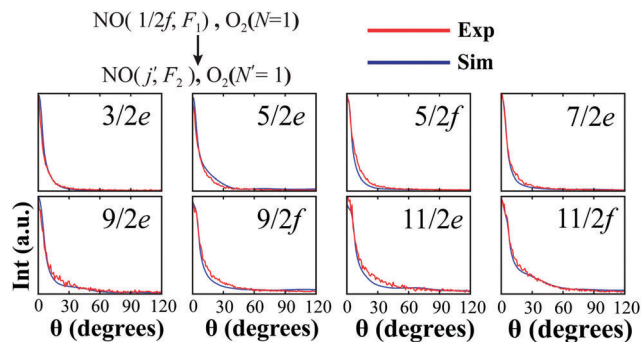 NO( 1/2f, F₁) , O₂(N=1)
NO( j′, F₂), O₂(N′= 1)
Exp
Sim
3/2e
5/2e
5/2f
7/2e
9/2e
9/2f
11/2e
11/2f
Int (a.u.)
0 30 60 90 120
0 30 60 90 120
0 30 60 90 120
0 30 60 90 120
θ (degrees)
θ (degrees)
θ (degrees)
θ (degrees)